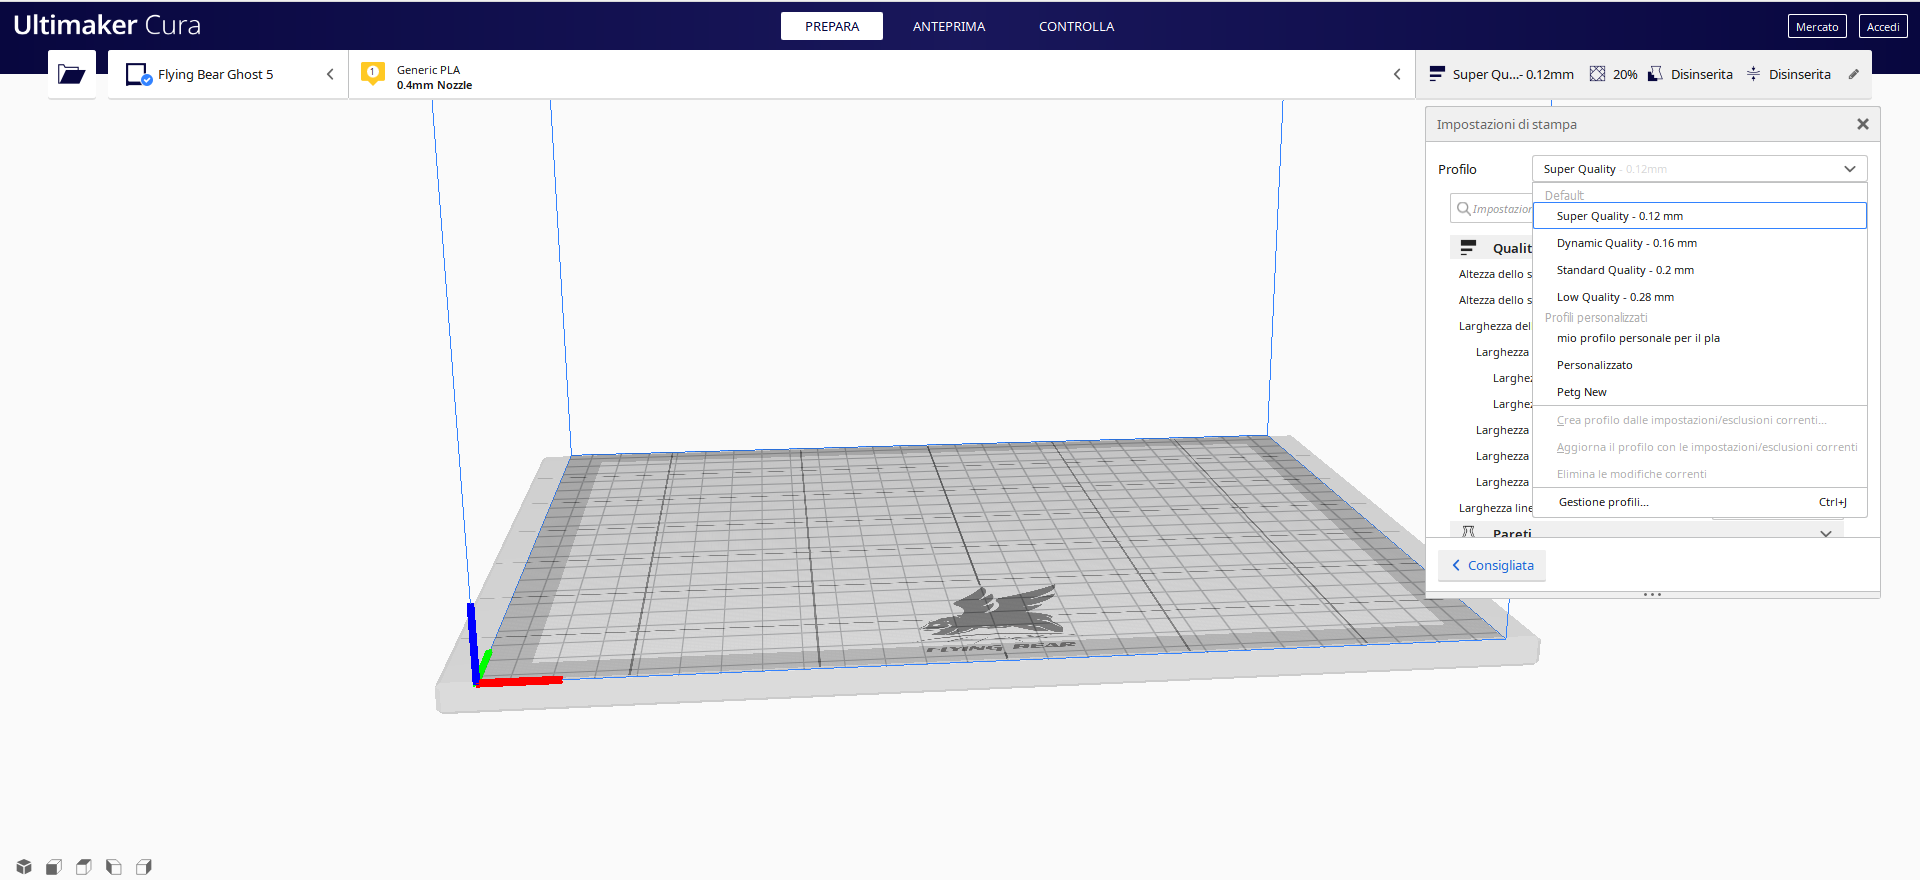 Ultimaker Cura
PREPARA
ANTEPRIMA
CONTROLLA
Mercato
Accedi
Flying Bear Ghost 5
1
Generic PLA
0.4mm Nozzle
Super Qu...- 0.12mm
20%
Disinserita
Disinserita
Impostazioni di stampa
Profilo
Super Quality - 0.12mm
Default
Impostazion
Super Quality - 0.12 mm
Dynamic Quality - 0.16 mm
Qualit
Standard Quality - 0.2 mm
Altezza dello s
Low Quality - 0.28 mm
Altezza dello s
Profili personalizzati
Larghezza del
mio profilo personale per il pla
Larghezza
Personalizzato
Larghez
Petg New
Larghez
Crea profilo dalle impostazioni/esclusioni correnti...
Larghezza
Aggiorna il profilo con le impostazioni/esclusioni correnti
Larghezza
Elimina le modifiche correnti
Larghezza
Gestione profili... Ctrl+J
Larghezza line
Pareti
Consigliata
FLYING BEAR